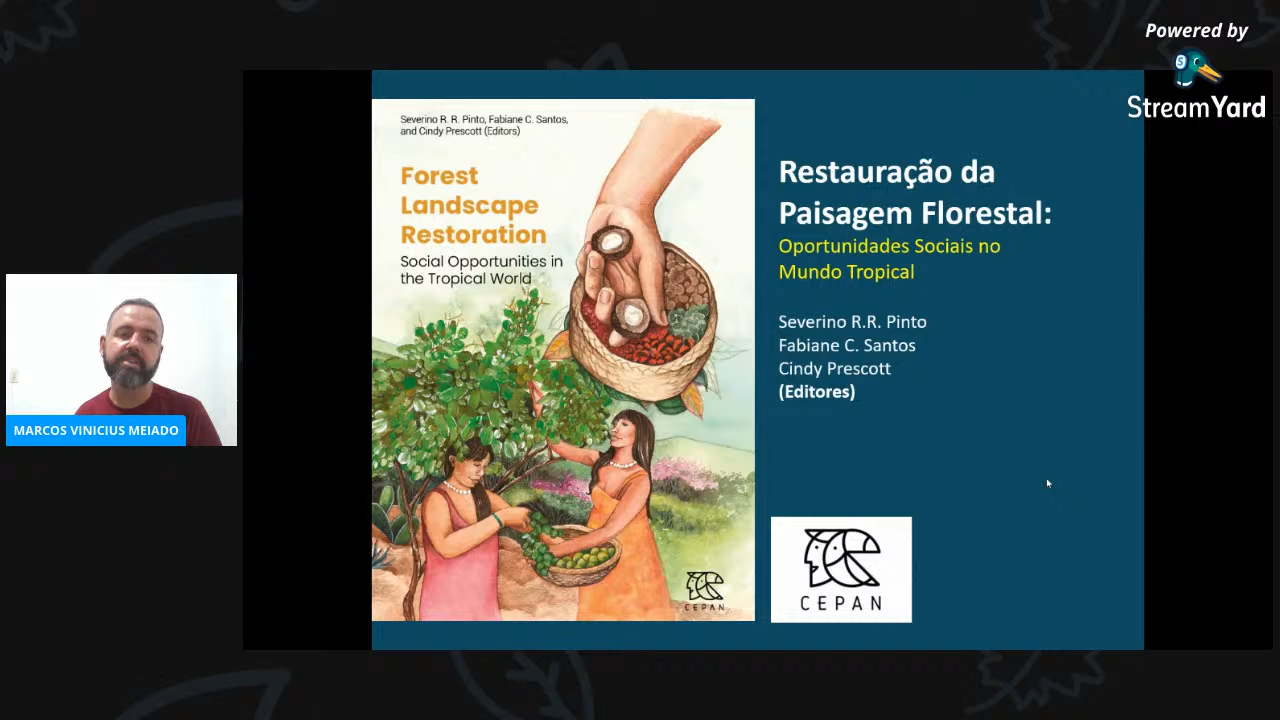 Powered by
StreamYard
Severino R. R. Pinto, Fabiane C. Santos,
and Cindy Prescott (Editors)
Forest
Landscape
Restoration
Social Opportunities in
the Tropical World
CEPAN
Restauração da
Paisagem Florestal:
Oportunidades Sociais no
Mundo Tropical
Severino R.R. Pinto
Fabiane C. Santos
Cindy Prescott
(Editores)
CEPAN
MARCOS VINICIUS MEIADO